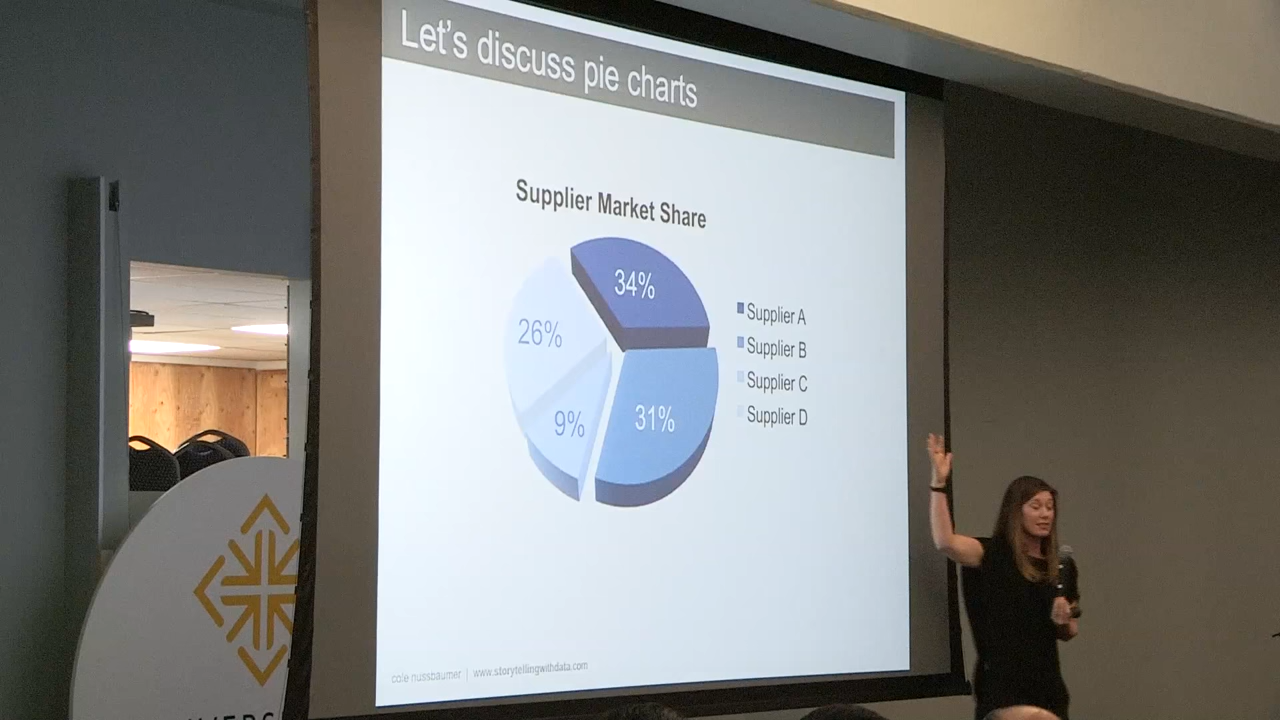 Let's discuss pie charts
Supplier Market Share
34%
26%
9%
31%
Supplier A
Supplier B
Supplier C
Supplier D
cole nussbaumer | www.storytellingwithdata.com